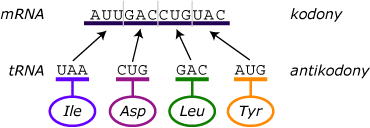 mRNA AUUGACCUGUAC kodony
tRNA UAA CUG GAC AUG antikodony
Ile Asp Leu Tyr